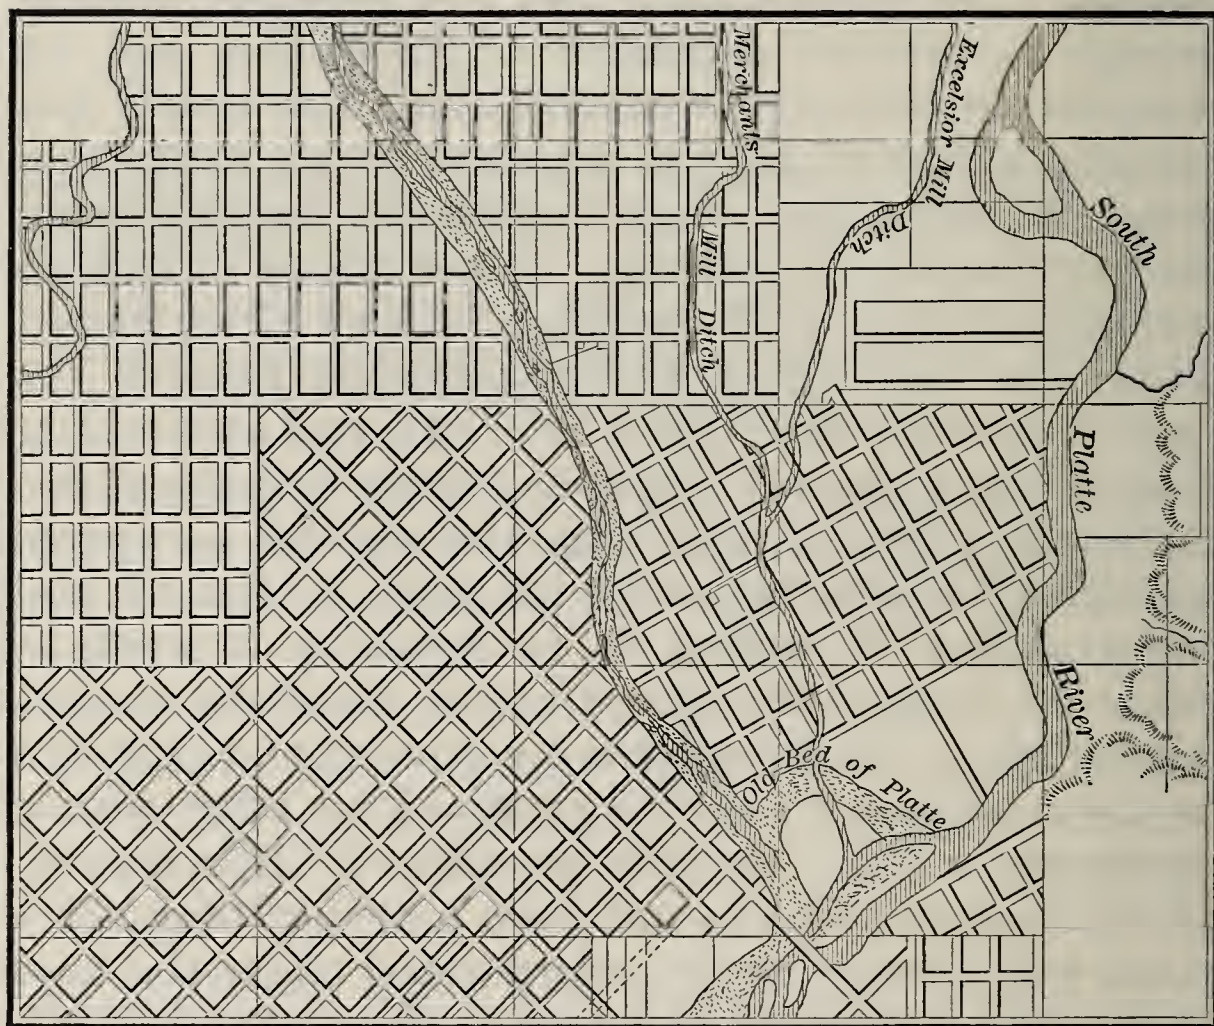 Merchants Mill Ditch
Excelsior Mill Ditch
South Platte River
Old Bed of Platte